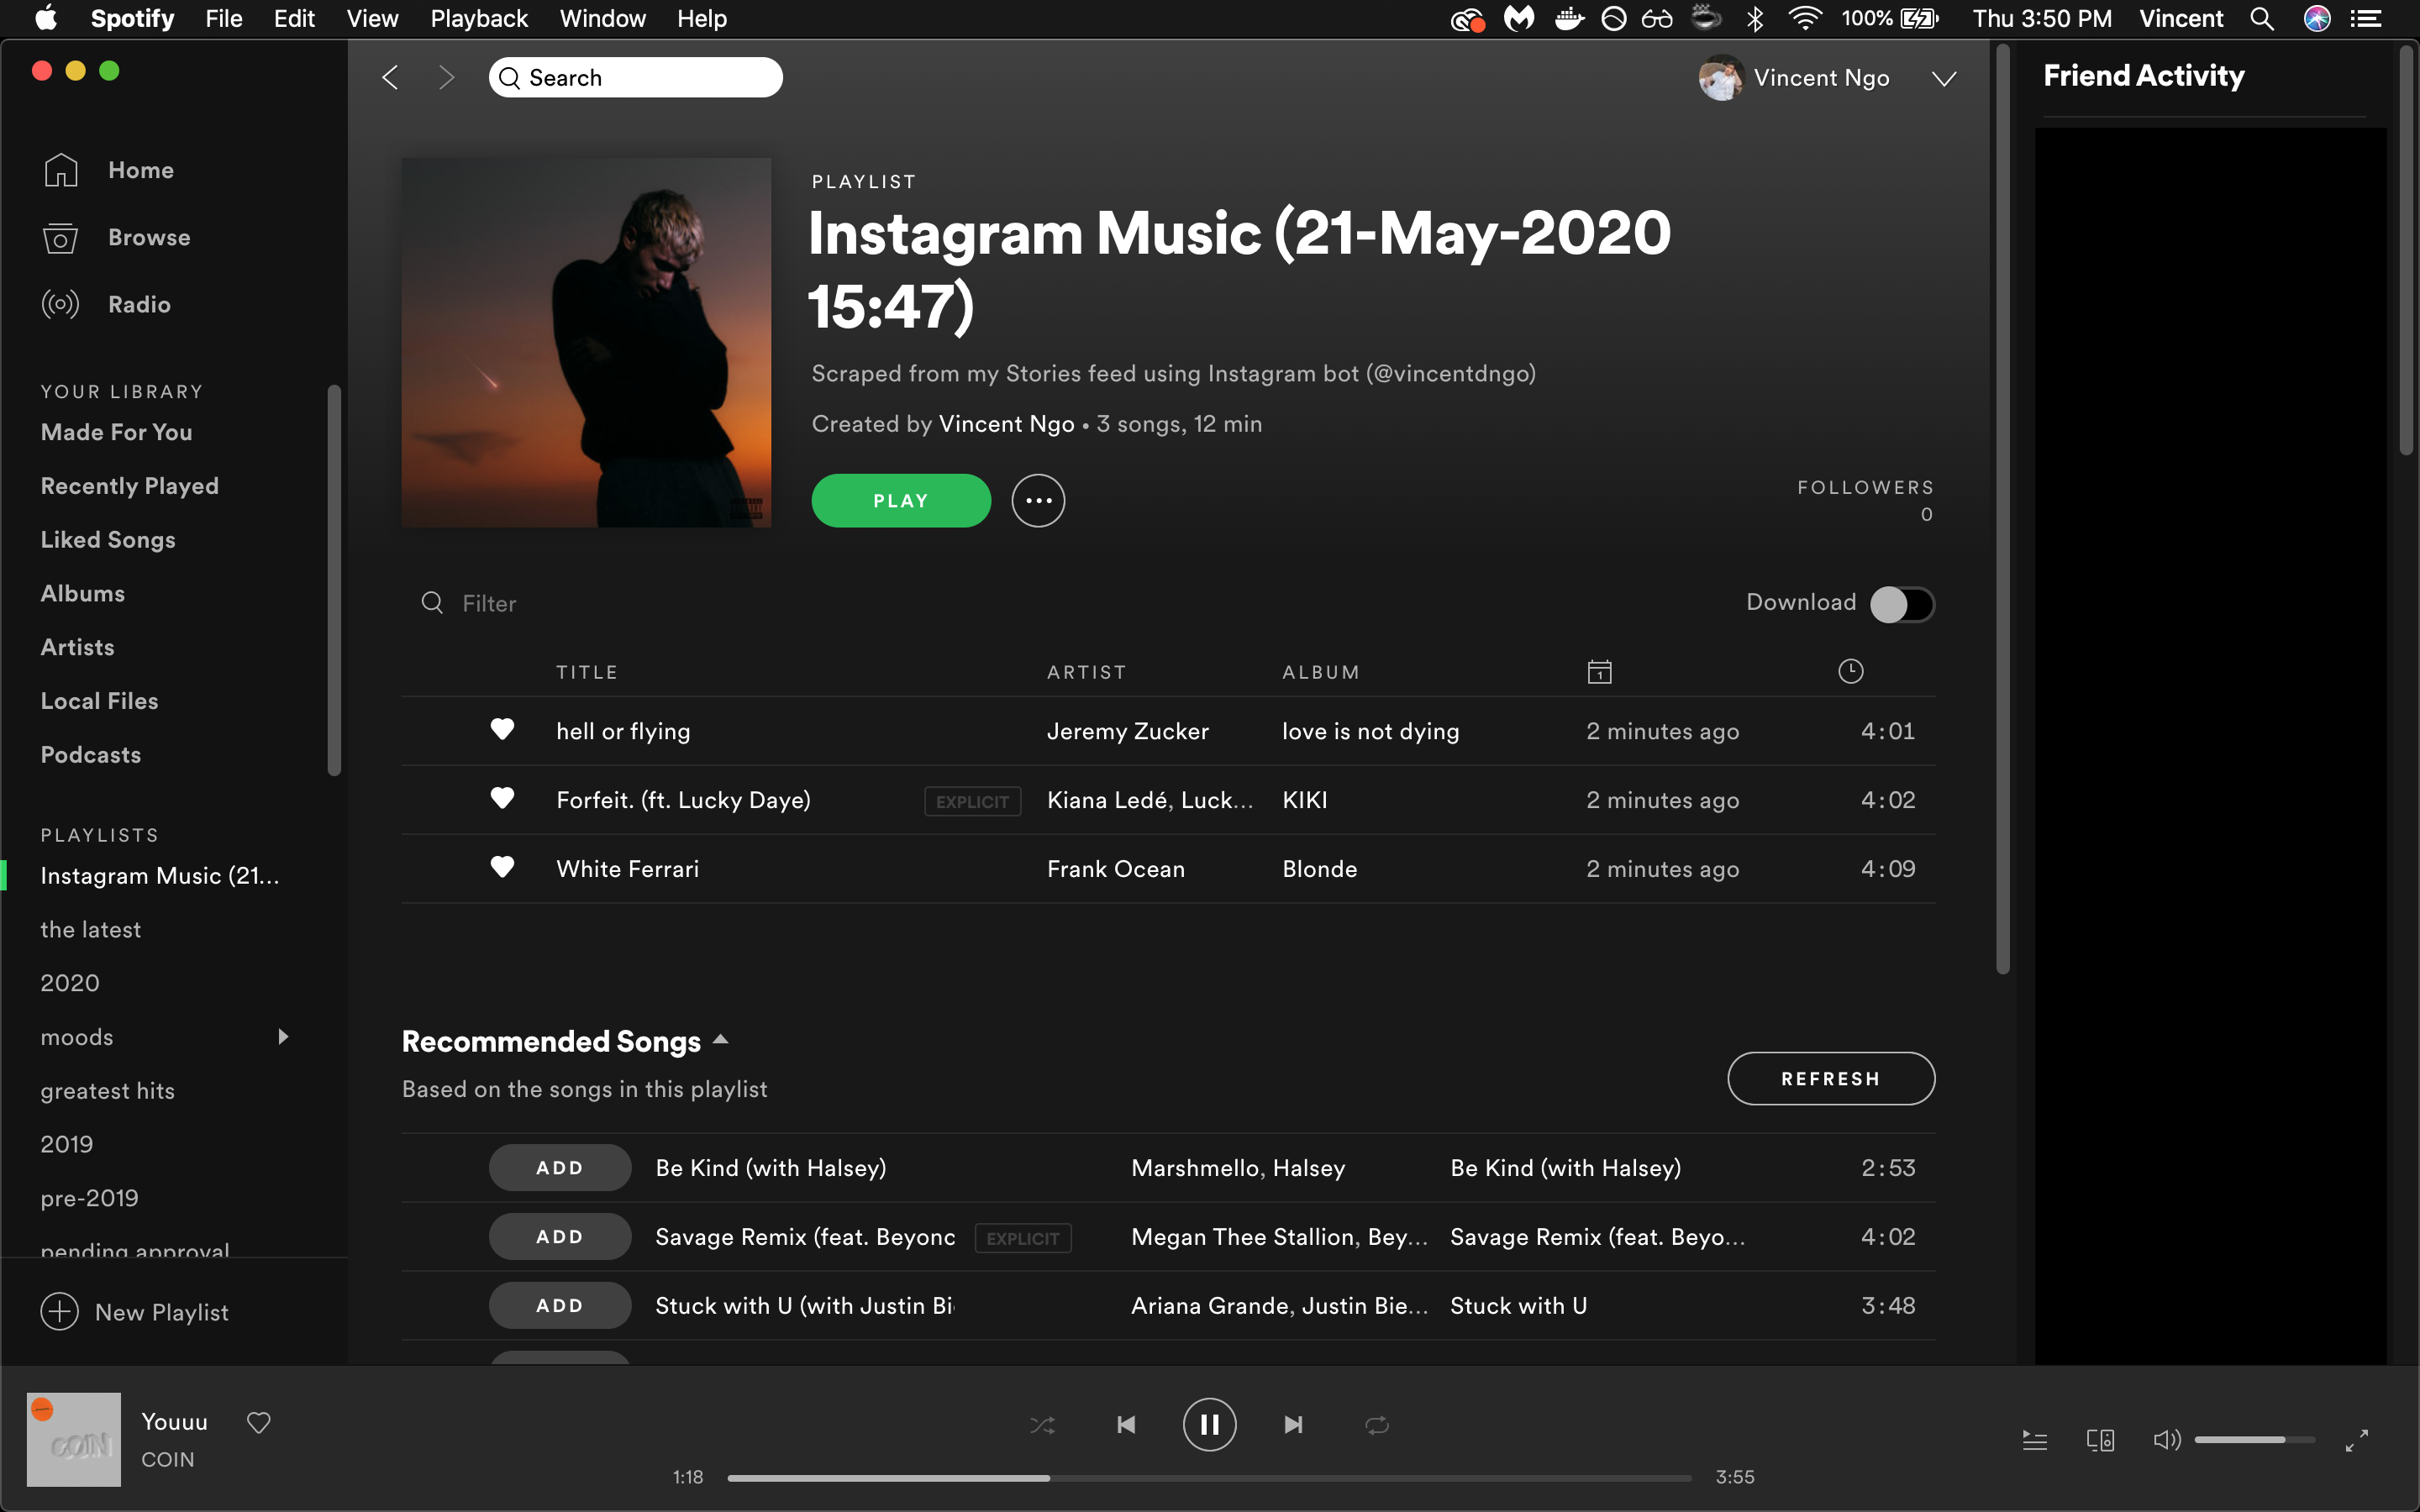 Spotify File Edit View Playback Window Help 100% Thu 3:50 PM Vincent
Search
Vincent Ngo
Friend Activity
Home
Browse
Radio
YOUR LIBRARY
Made For You
Recently Played
Liked Songs
Albums
Artists
Local Files
Podcasts
PLAYLISTS
Instagram Music (21...
the latest
2020
moods
greatest hits
2019
pre-2019
pending approval
New Playlist
PLAYLIST
Instagram Music (21-May-2020
15:47)
Scraped from my Stories feed using Instagram bot (@vincentdngo)
Created by Vincent Ngo • 3 songs, 12 min
PLAY
FOLLOWERS
0
Filter
Download
TITLE ARTIST ALBUM
hell or flying Jeremy Zucker love is not dying 2 minutes ago 4:01
Forfeit. (ft. Lucky Daye) EXPLICIT Kiana Ledé, Luck... KIKI 2 minutes ago 4:02
White Ferrari Frank Ocean Blonde 2 minutes ago 4:09
Recommended Songs
Based on the songs in this playlist
REFRESH
ADD Be Kind (with Halsey) Marshmello, Halsey Be Kind (with Halsey) 2:53
ADD Savage Remix (feat. Beyonc EXPLICIT Megan Thee Stallion, Bey... Savage Remix (feat. Beyo... 4:02
ADD Stuck with U (with Justin Bi Ariana Grande, Justin Bie... Stuck with U 3:48
COIN
Youuu
COIN
1:18
3:55